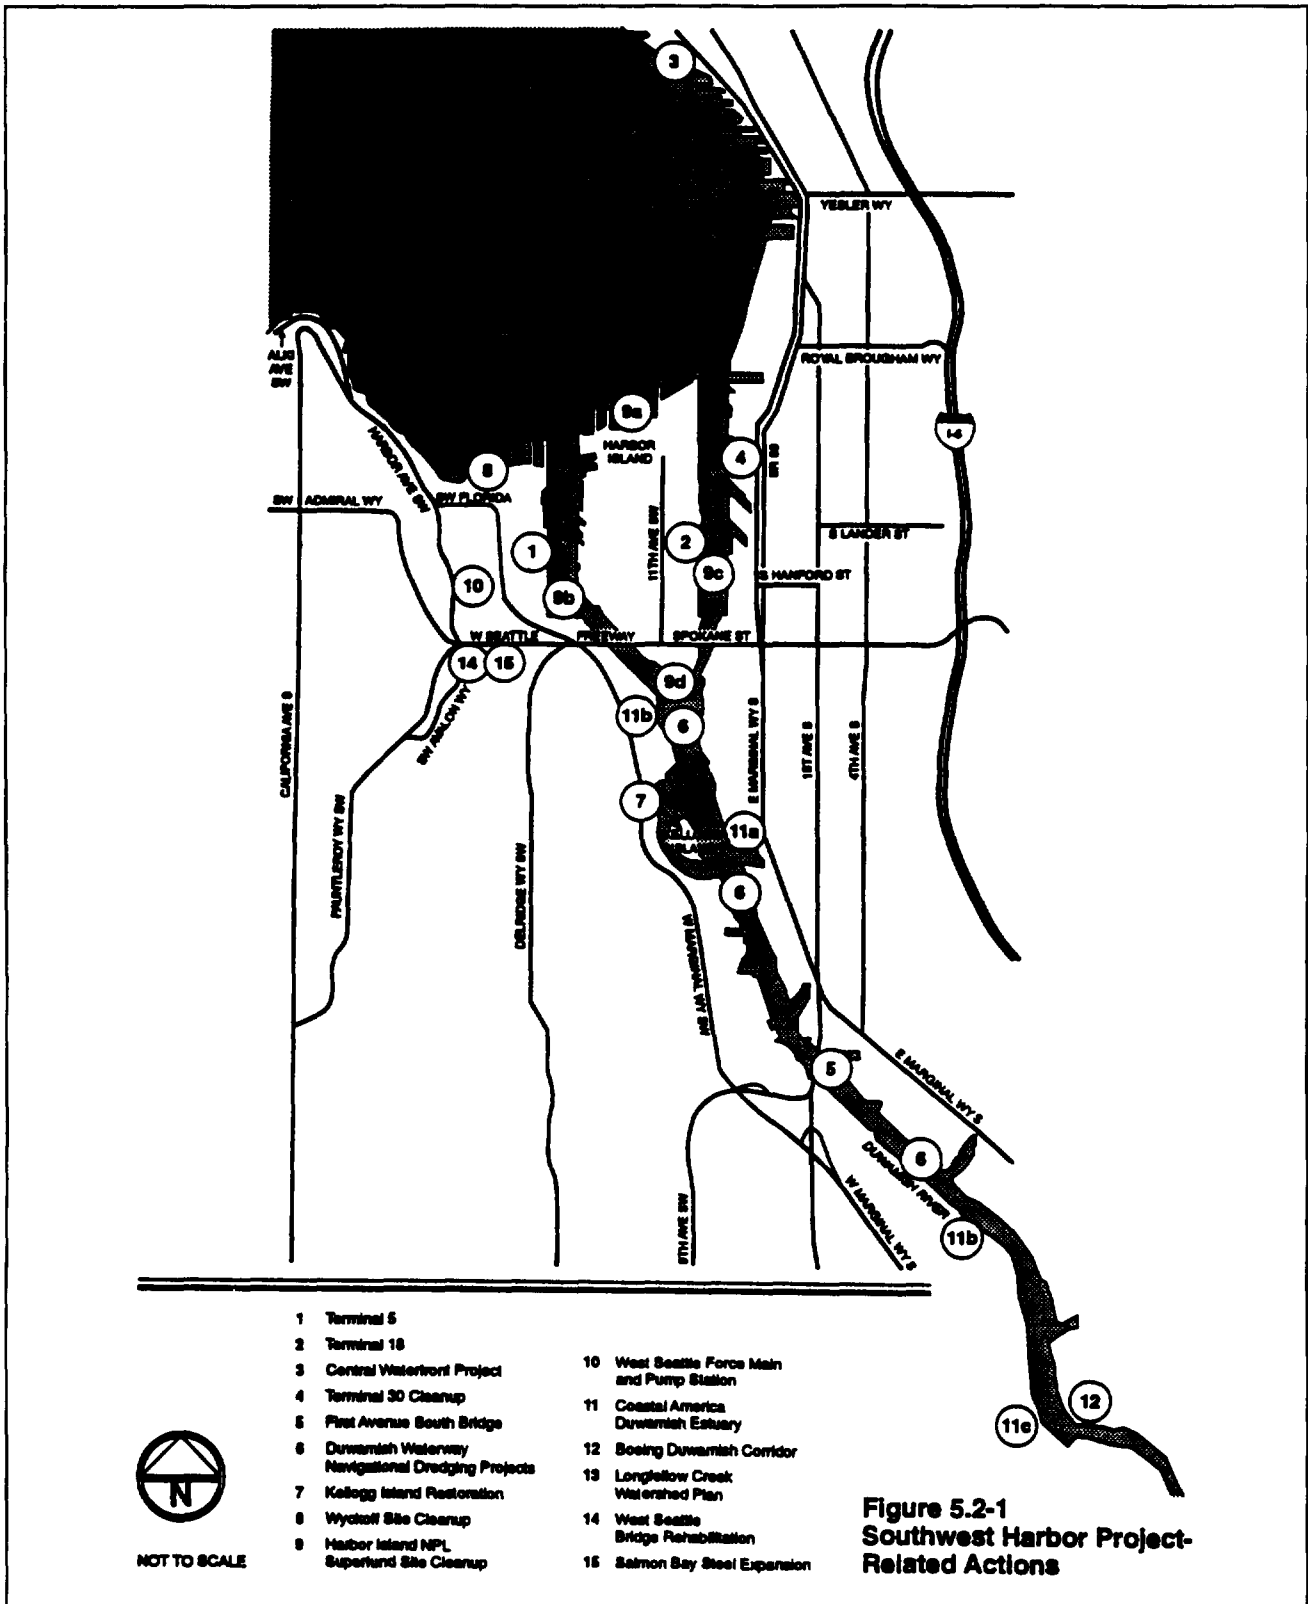 3
YESLER WY
ALKI
AVE
SW
ROYAL BROUGHAM WY
9a
HARBOR
ISLAND
4
SR 99
HARBOR AVE SW
8
SW FLORIDA
SW ADMIRAL WY
11TH AVE SW
S LANDER ST
1
2
9c
S HANFORD ST
10
9b
W SEATTLE FREEWAY SPOKANE ST
14
15
9d
11b
6
SW AVALON WY
CALIFORNIA AVE S
E MARGINAL WY S
1ST AVE S
4TH AVE S
7
11a
FAUNTLEROY WY SW
DELRIDGE WY SW
6
W MARGINAL WY SW
5
E MARGINAL WY S
6
DUWAMISH RIVER
11b
9TH AVE SW
W MARGINAL WY S
12
11c
1 Terminal 5
2 Terminal 18
3 Central Waterfront Project
4 Terminal 30 Cleanup
5 First Avenue South Bridge
6 Duwamish Waterway
Navigational Dredging Projects
7 Kellogg Island Restoration
8 Wyckoff Site Cleanup
9 Harbor Island NPL
Superfund Site Cleanup
10 West Seattle Force Main
and Pump Station
11 Coastal America
Duwamish Estuary
12 Boeing Duwamish Corridor
13 Longfellow Creek
Watershed Plan
14 West Seattle
Bridge Rehabilitation
15 Salmon Bay Steel Expansion
N
NOT TO SCALE
Figure 5.2-1
Southwest Harbor Project-
Related Actions